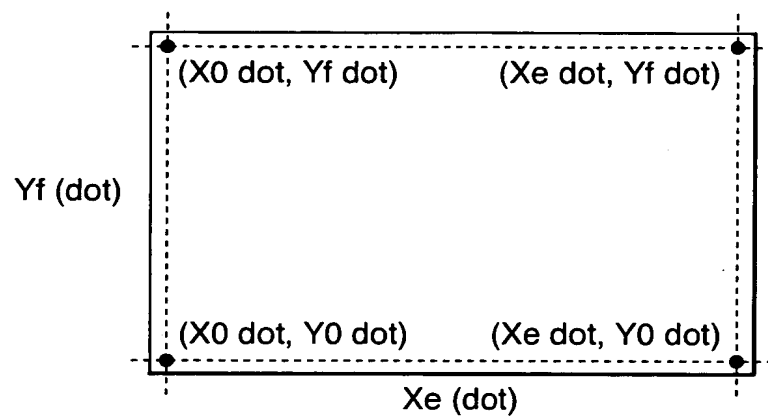 (X0 dot, Yf dot) (Xe dot, Yf dot)
Yf (dot)
(X0 dot, Y0 dot) (Xe dot, Y0 dot)
Xe (dot)